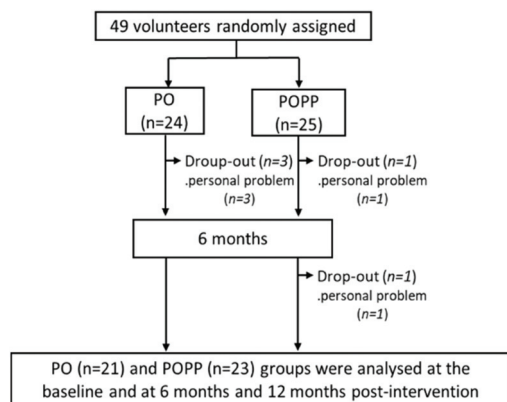 49 volunteers randomly assigned
PO
(n=24)
POPP
(n=25)
Droup-out (n=3)
.personal problem
(n=3)
Drop-out (n=1)
.personal problem
(n=1)
6 months
Drop-out (n=1)
.personal problem
(n=1)
PO (n=21) and POPP (n=23) groups were analysed at the
baseline and at 6 months and 12 months post-intervention